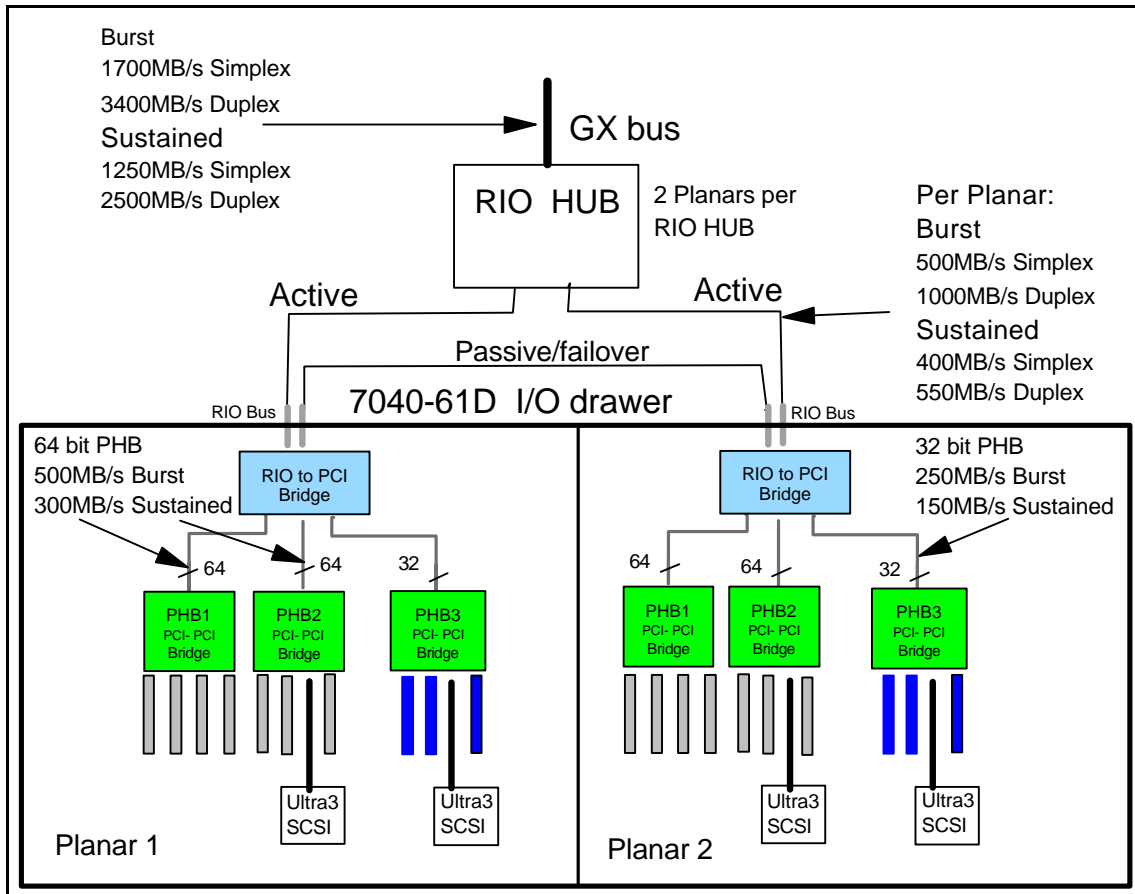 Burst
1700MB/s Simplex
3400MB/s Duplex
Sustained
1250MB/s Simplex
2500MB/s Duplex
GX bus
RIO HUB
2 Planars per
RIO HUB
Per Planar:
Burst
500MB/s Simplex
1000MB/s Duplex
Sustained
400MB/s Simplex
550MB/s Duplex
Active
Active
Passive/failover
7040-61D I/O drawer
RIO Bus
RIO Bus
64 bit PHB
500MB/s Burst
300MB/s Sustained
RIO to PCI
Bridge
64
64
32
PHB1
PCI- PCI
Bridge
PHB2
PCI- PCI
Bridge
PHB3
PCI- PCI
Bridge
Ultra3
SCSI
Ultra3
SCSI
Planar 1
RIO to PCI
Bridge
32 bit PHB
250MB/s Burst
150MB/s Sustained
64
64
32
PHB1
PCI- PCI
Bridge
PHB2
PCI- PCI
Bridge
PHB3
PCI- PCI
Bridge
Ultra3
SCSI
Ultra3
SCSI
Planar 2